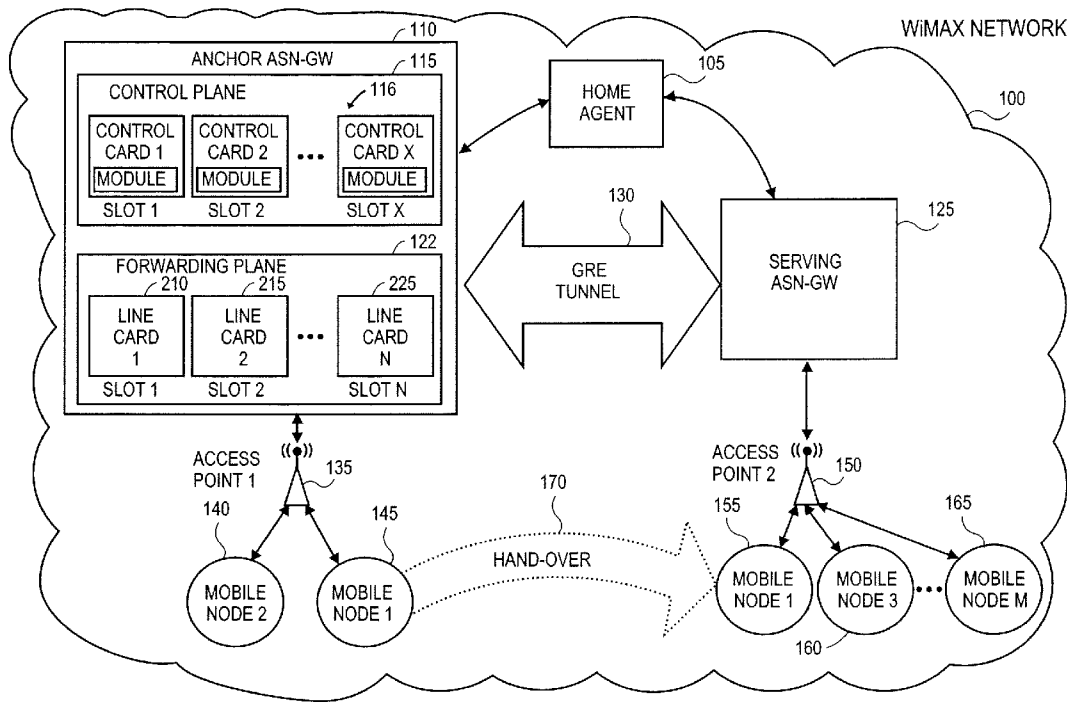 WiMAX NETWORK
110
ANCHOR ASN-GW
115
CONTROL PLANE
116
CONTROL CARD 1
MODULE
SLOT 1
CONTROL CARD 2
MODULE
SLOT 2
•••
CONTROL CARD X
MODULE
SLOT X
122
FORWARDING PLANE
210
LINE CARD 1
SLOT 1
215
LINE CARD 2
SLOT 2
•••
225
LINE CARD N
SLOT N
105
HOME AGENT
100
130
GRE TUNNEL
125
SERVING ASN-GW
ACCESS POINT 1
135
140
MOBILE NODE 2
145
MOBILE NODE 1
170
HAND-OVER
ACCESS POINT 2
150
155
MOBILE NODE 1
MOBILE NODE 3
160
•••
165
MOBILE NODE M